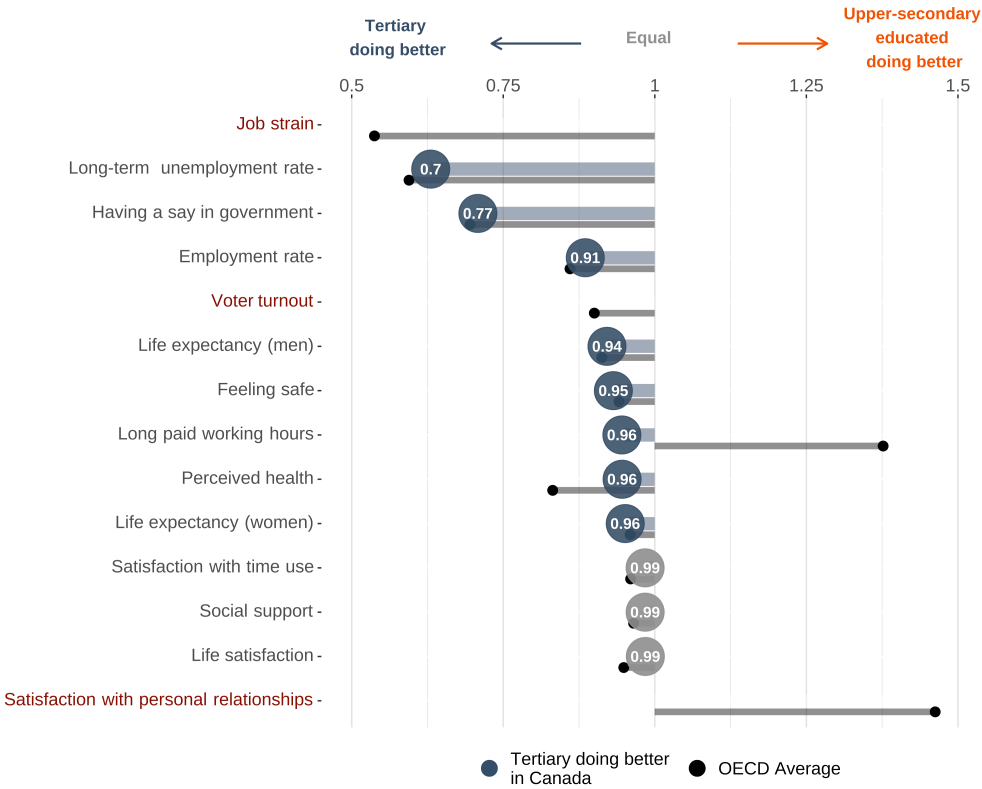 Tertiary
doing better
Equal
Upper-secondary
educated
doing better
0.5 0.75 1 1.25 1.5
Job strain
Long-term unemployment rate
0.7
Having a say in government
0.77
Employment rate
0.91
Voter turnout
Life expectancy (men)
0.94
Feeling safe
0.95
Long paid working hours
0.96
Perceived health
0.96
Life expectancy (women)
0.96
Satisfaction with time use
0.99
Social support
0.99
Life satisfaction
0.99
Satisfaction with personal relationships
Tertiary doing better
in Canada
OECD Average